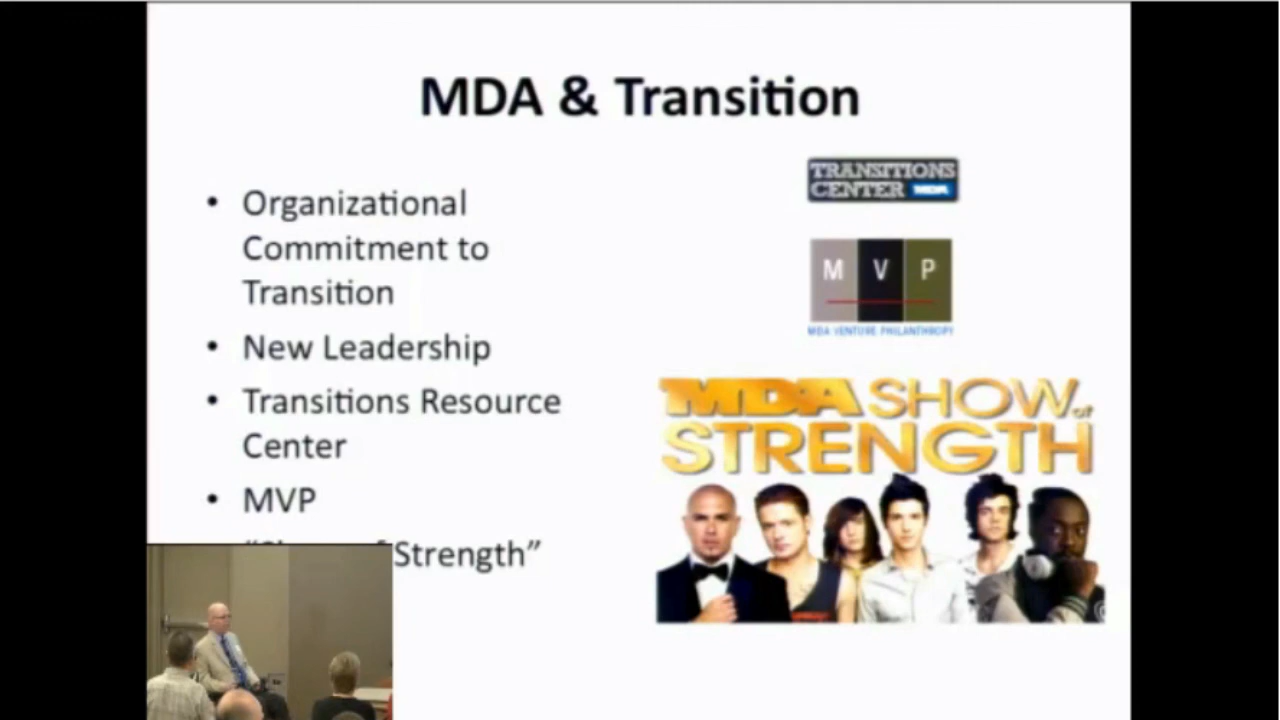 MDA & Transition
• Organizational
Commitment to
Transition
• New Leadership
• Transitions Resource
Center
• MVP
Strength”
TRANSITIONS
CENTER MDA
M V P
MDA VENTURE PHILANTHROPY
MDA SHOW of
STRENGTH